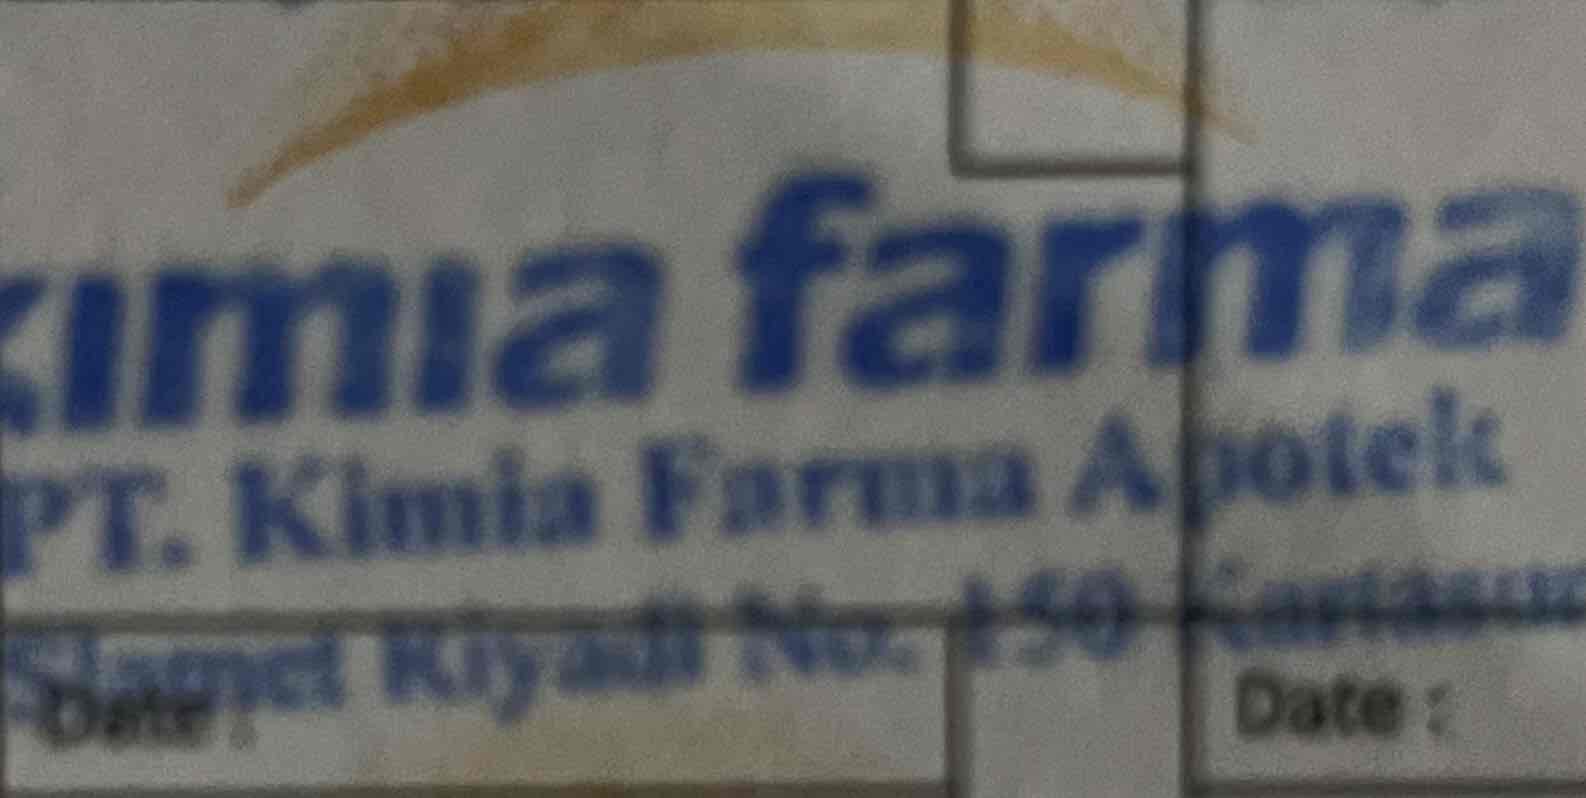 kimia farma
PT. Kimia Farma Apotek
Slamet Riyadi No. 150
Date :
Date :